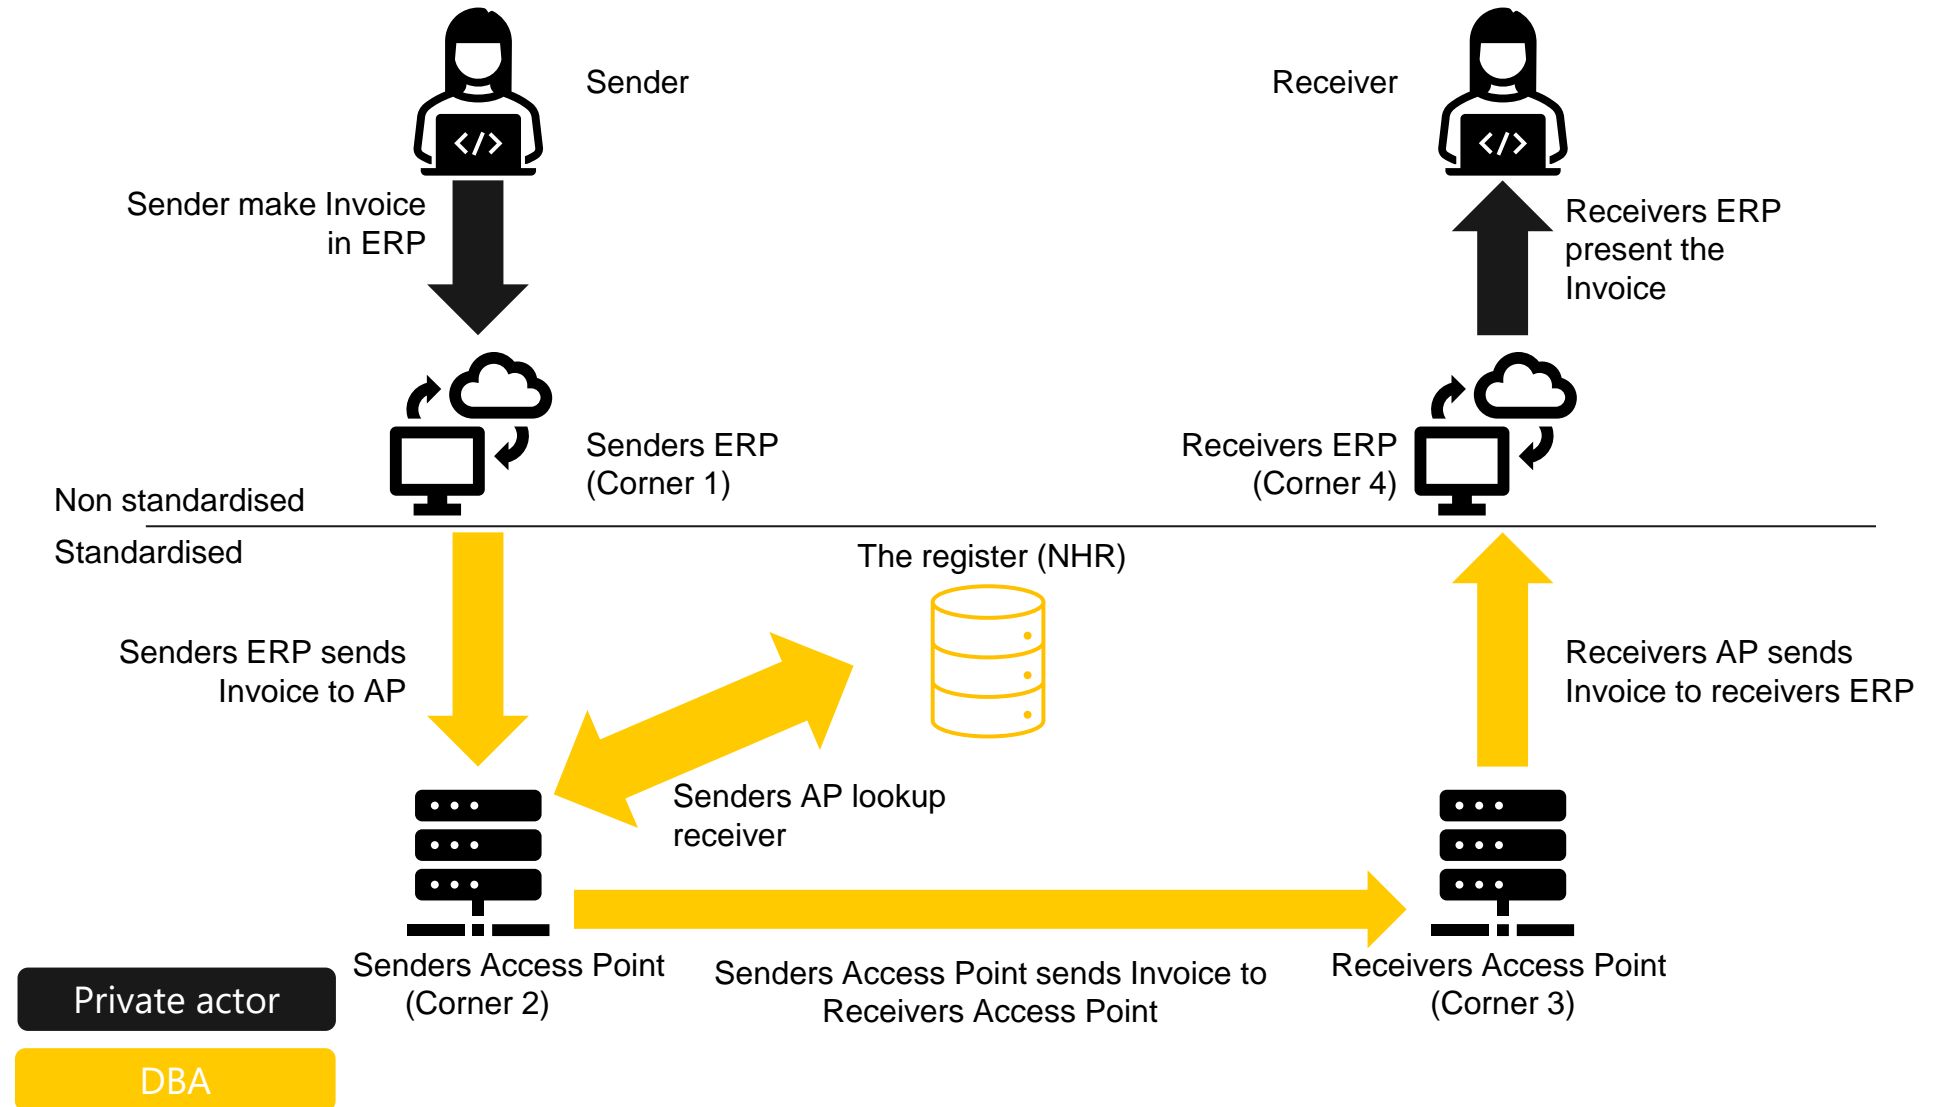 Sender
Receiver
</>
</>
Sender make Invoice
in ERP
Receivers ERP
present the
Invoice
Senders ERP
(Corner 1)
Receivers ERP
(Corner 4)
Non standardised
Standardised
The register (NHR)
Senders ERP sends
Invoice to AP
Receivers AP sends
Invoice to receivers ERP
Senders AP lookup
receiver
Senders Access Point
(Corner 2)
Senders Access Point sends Invoice to
Receivers Access Point
Receivers Access Point
(Corner 3)
Private actor
DBA